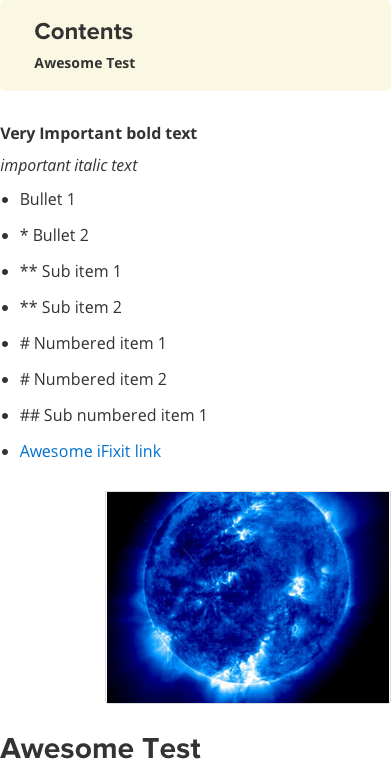 Contents
Awesome Test
Very Important bold text
important italic text
Bullet 1
* Bullet 2
** Sub item 1
** Sub item 2
# Numbered item 1
# Numbered item 2
## Sub numbered item 1
Awesome iFixit link
Awesome Test